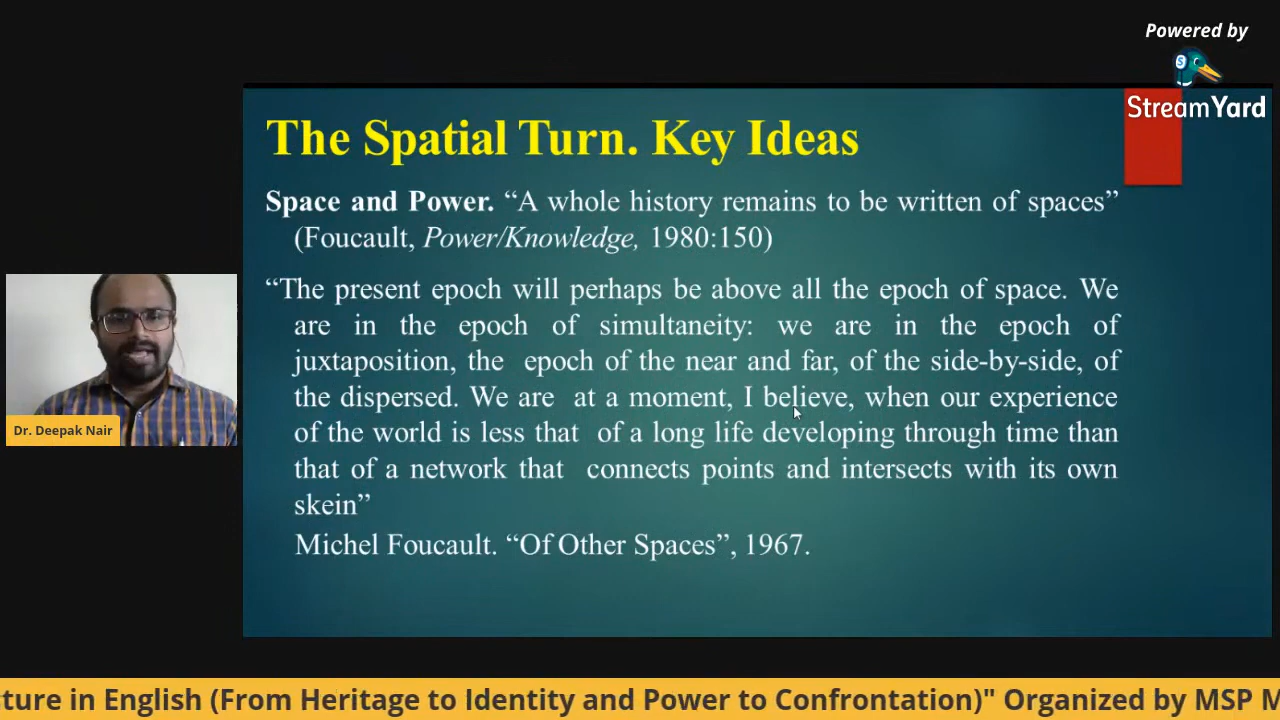 Powered by
StreamYard
The Spatial Turn. Key Ideas
Space and Power. “A whole history remains to be written of spaces”
(Foucault, Power/Knowledge, 1980:150)
“The present epoch will perhaps be above all the epoch of space. We
are in the epoch of simultaneity: we are in the epoch of
juxtaposition, the epoch of the near and far, of the side-by-side, of
the dispersed. We are at a moment, I believe, when our experience
of the world is less that of a long life developing through time than
that of a network that connects points and intersects with its own
skein”
Michel Foucault. “Of Other Spaces”, 1967.
Dr. Deepak Nair
cture in English (From Heritage to Identity and Power to Confrontation)" Organized by MSP M